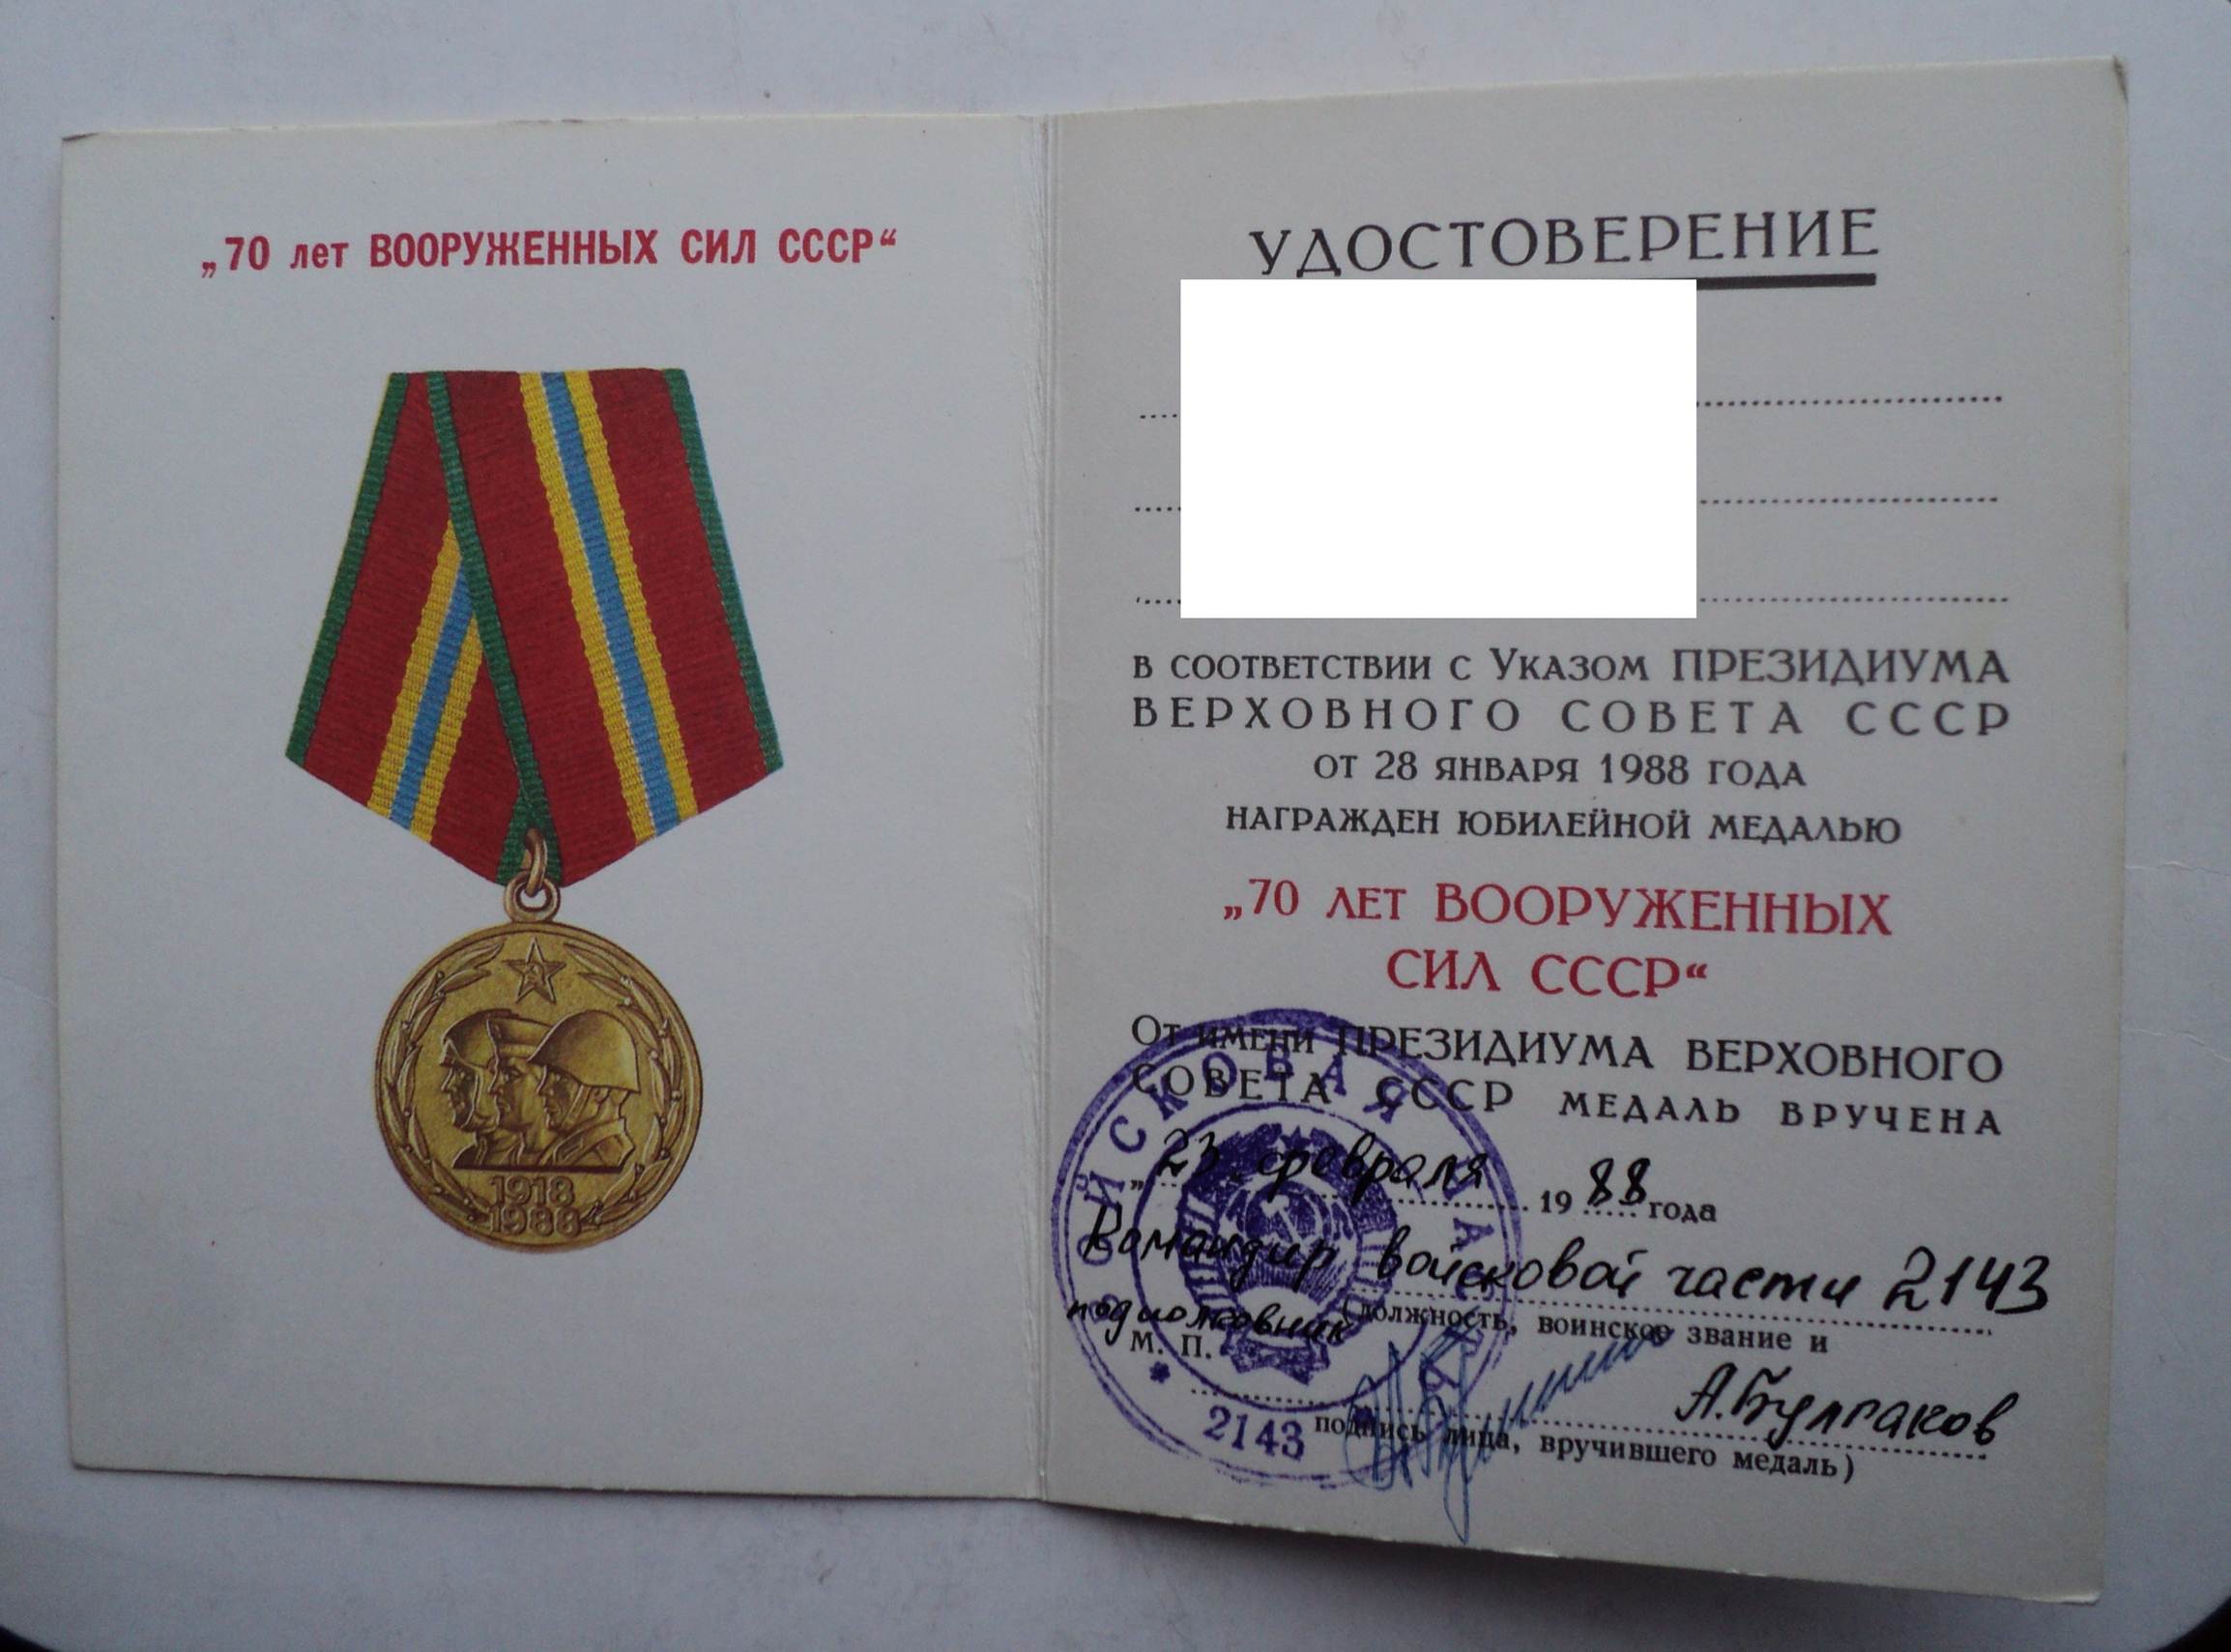 „70 лет ВООРУЖЕННЫХ СИЛ СССР“
1918
1988
УДОСТОВЕРЕНИЕ
В СООТВЕТСТВИИ С УКАЗОМ ПРЕЗИДИУМА
ВЕРХОВНОГО СОВЕТА СССР
ОТ 28 ЯНВАРЯ 1988 ГОДА
НАГРАЖДЕН ЮБИЛЕЙНОЙ МЕДАЛЬЮ
„70 ЛЕТ ВООРУЖЕННЫХ
СИЛ СССР“
ОТ ИМЕНИ ПРЕЗИДИУМА ВЕРХОВНОГО
СОВЕТА СССР МЕДАЛЬ ВРУЧЕНА
„23 февраля 1988 года
Командир войсковой части 2143
(должность, воинское звание и
подполковник
М. П.
А. Булгаков
подпись лица, вручившего медаль)
ВОЙСКОВАЯ ЧАСТЬ
2143